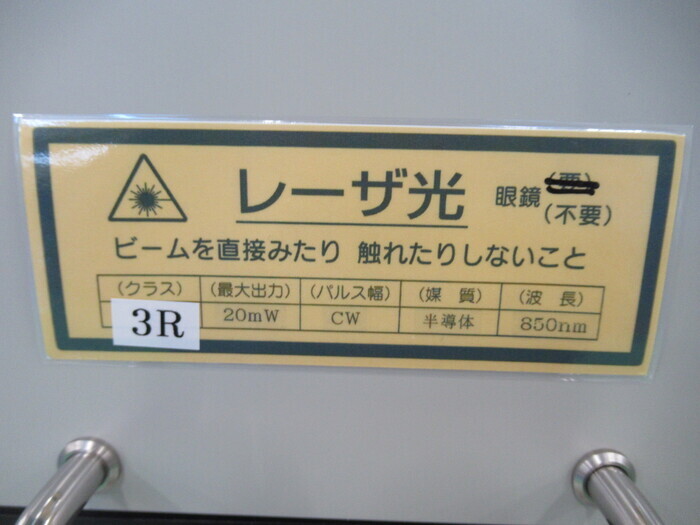 レーザ光
眼鏡 (要)
(不要)
ビームを直接みたり 触れたりしないこと
(クラス) (最大出力) (パルス幅) (媒 質) (波 長)
3R 20mW CW 半導体 850nm